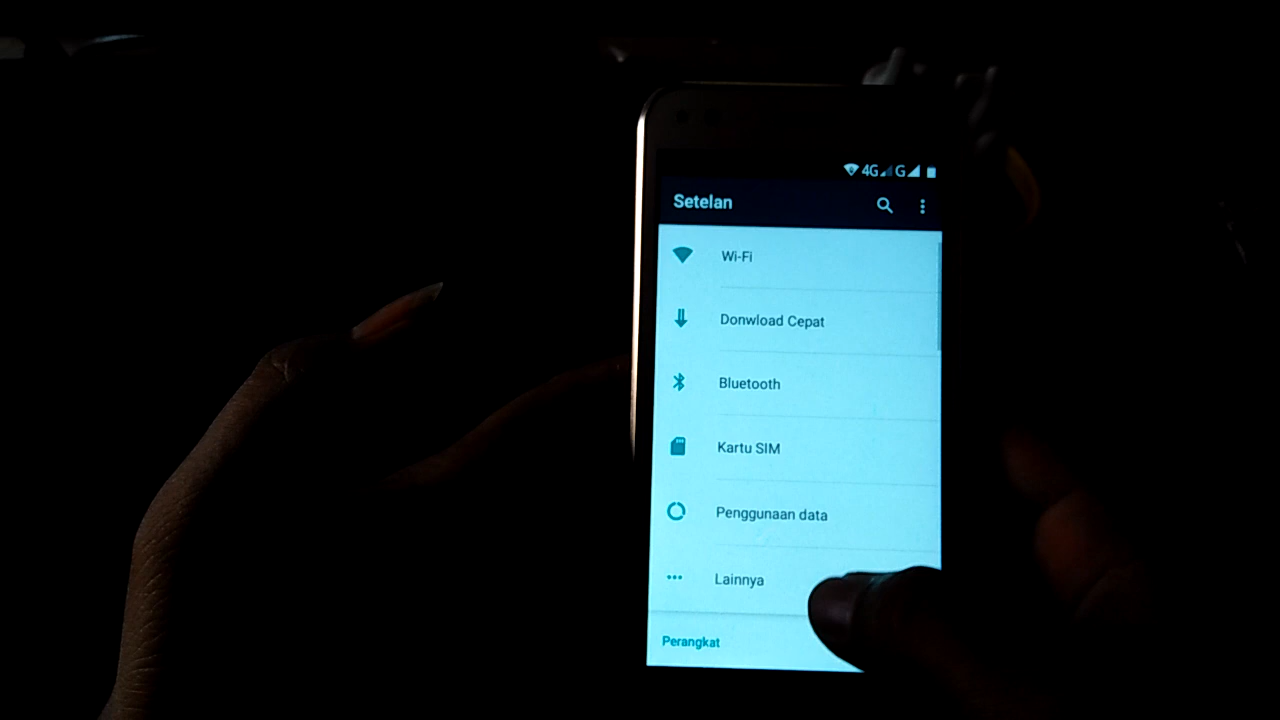 4G G
Setelan
Wi-Fi
Donwload Cepat
Bluetooth
Kartu SIM
Penggunaan data
Lainnya
Perangkat